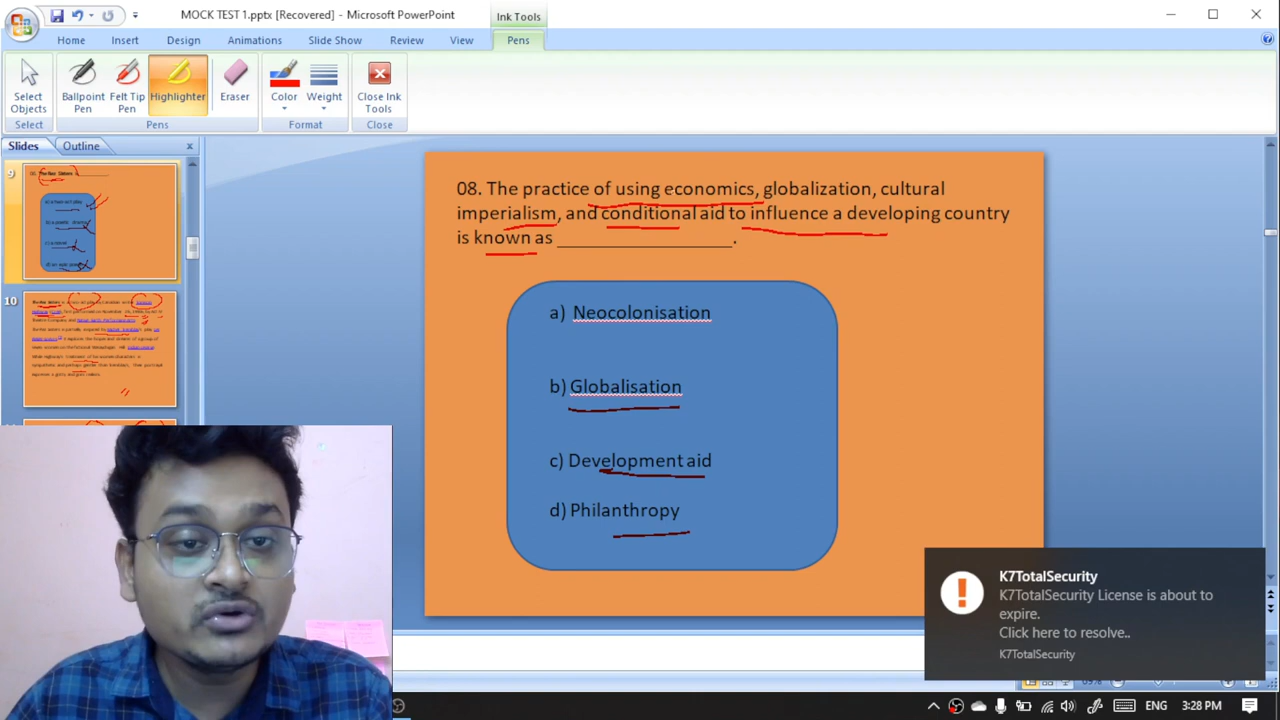 MOCK TEST 1.pptx [Recovered] - Microsoft PowerPoint
Ink Tools
Home
Insert
Design
Animations
Slide Show
Review
View
Pens
Select Objects
Ballpoint Pen
Felt Tip Pen
Highlighter
Eraser
Color
Weight
Close Ink Tools
Select
Pens
Format
Close
Slides
Outline
9
10
08. The practice of using economics, globalization, cultural
imperialism, and conditional aid to influence a developing country
is known as _________________.
a) Neocolonisation
b) Globalisation
c) Development aid
d) Philanthropy
K7TotalSecurity
K7TotalSecurity License is about to
expire.
Click here to resolve..
K7TotalSecurity
ENG
3:28 PM